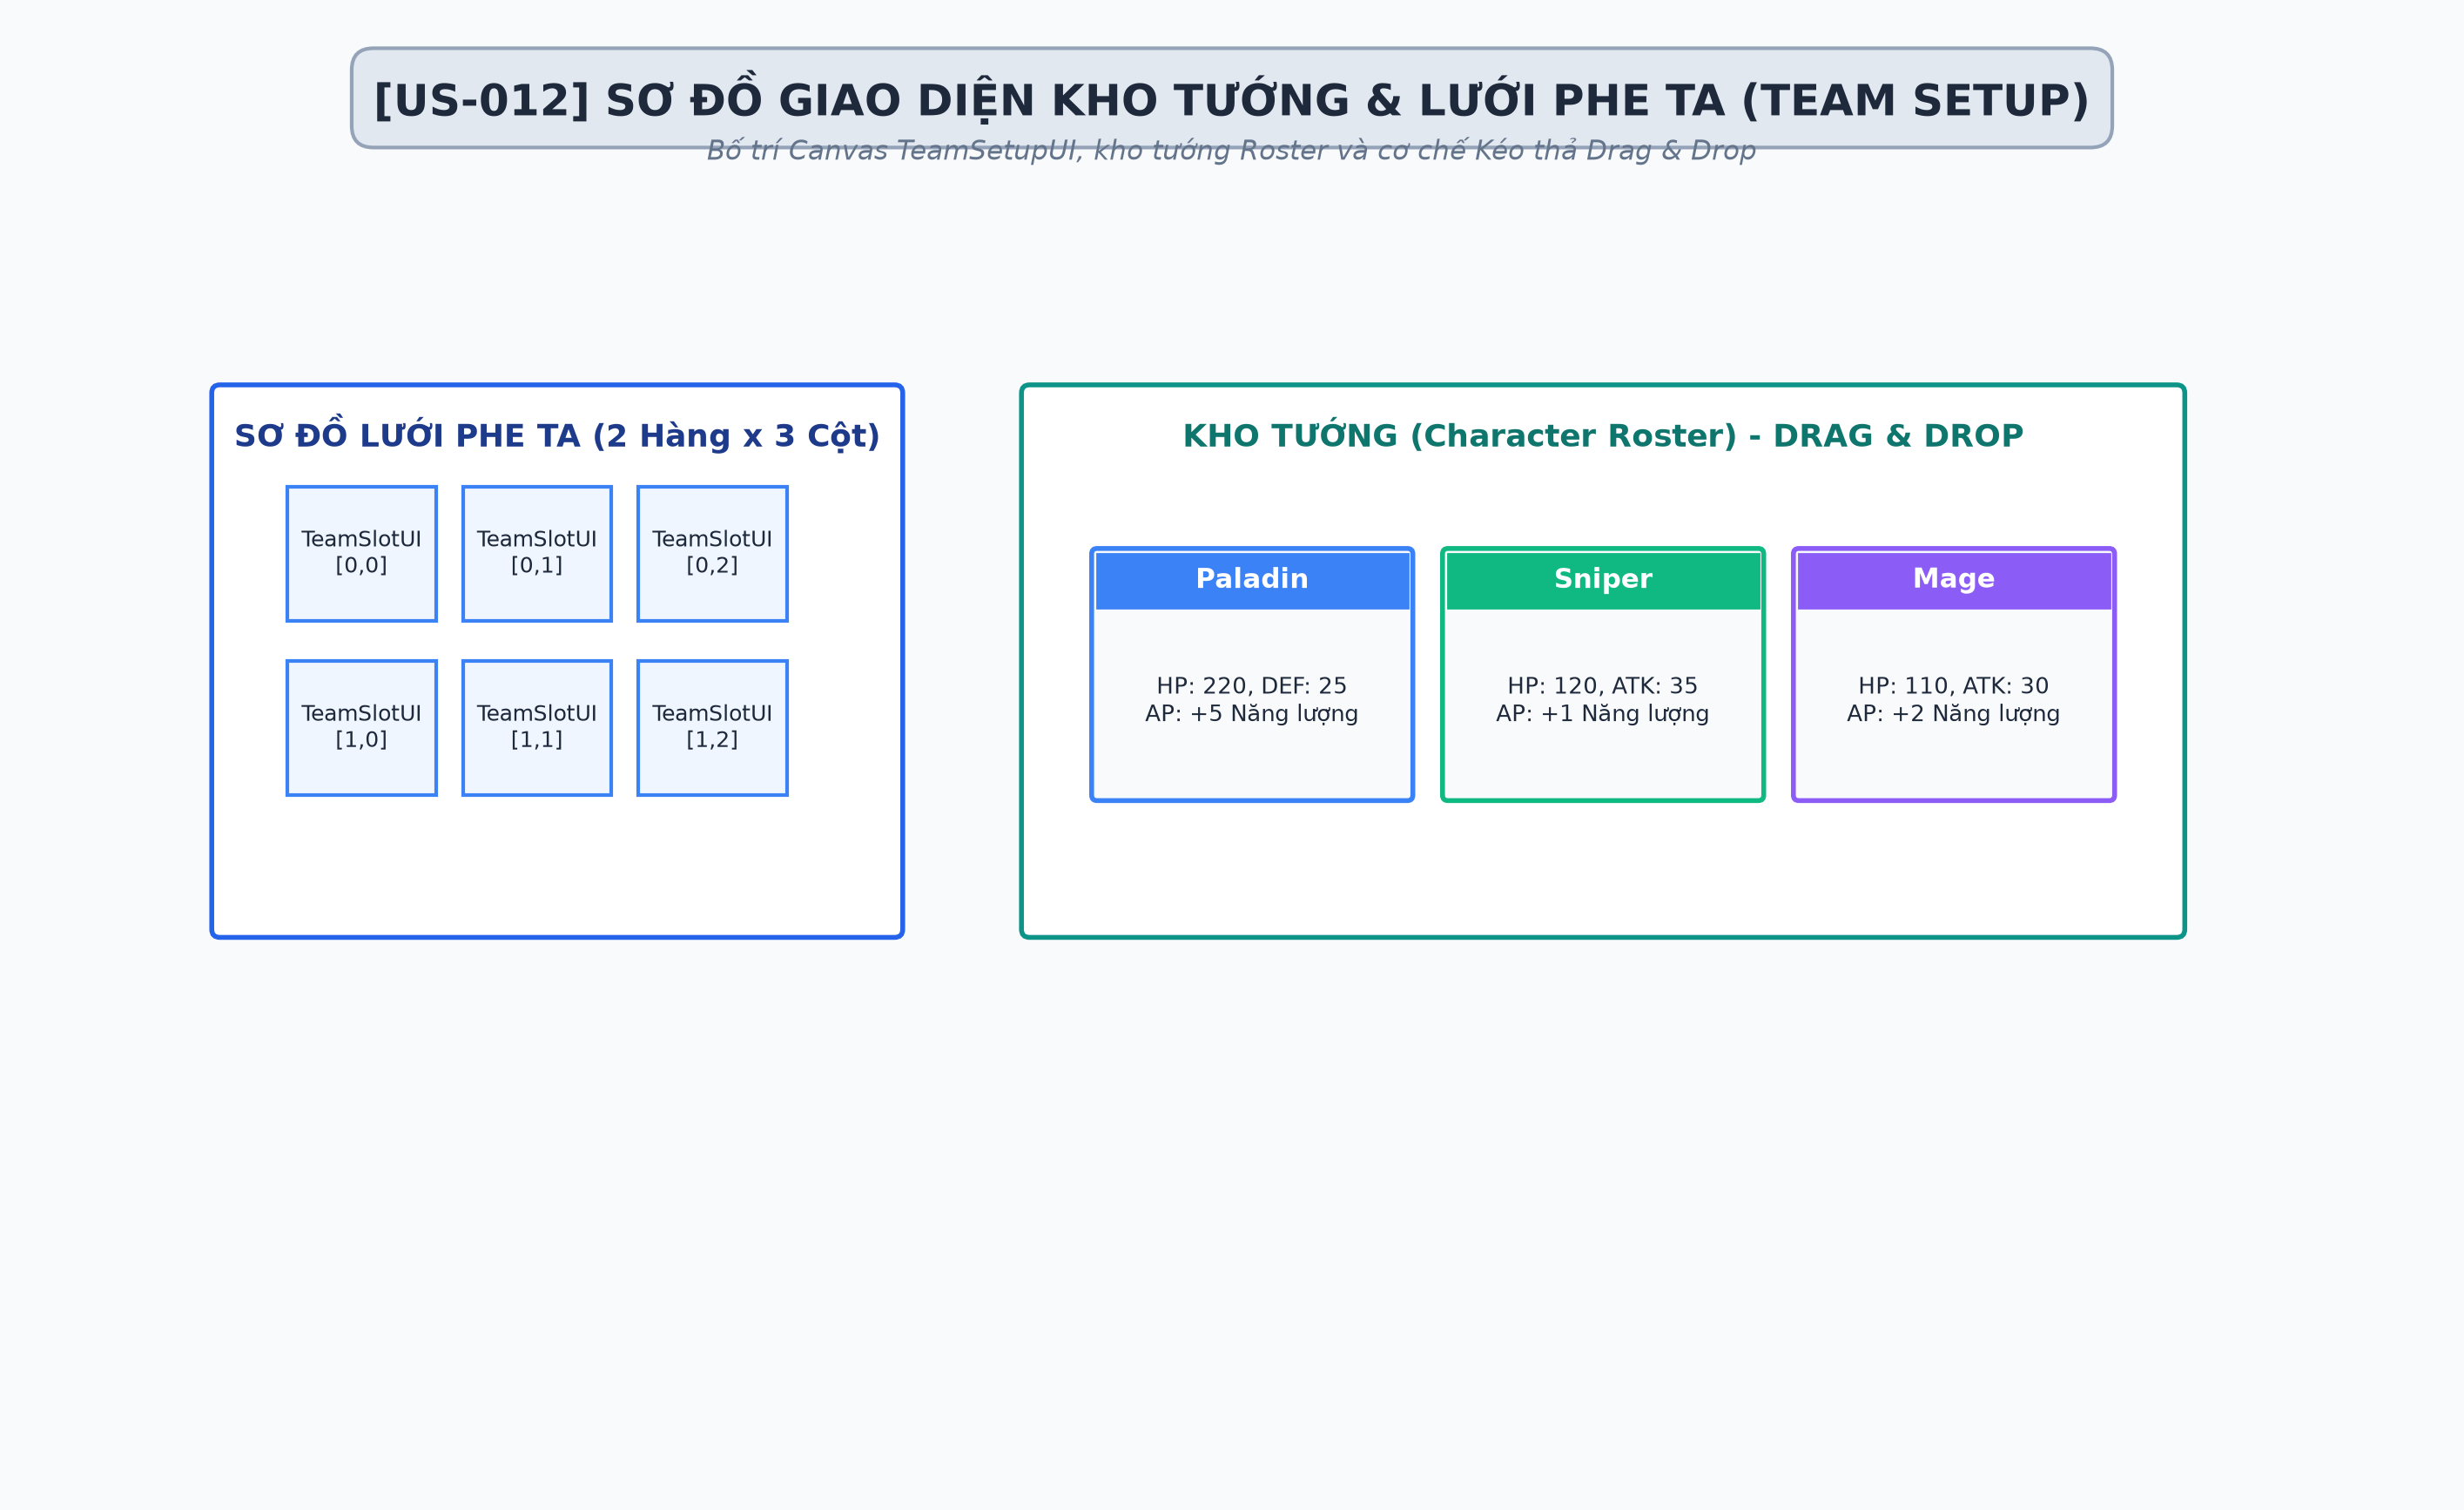 [US-012] SƠ ĐỒ GIAO DIỆN KHO TƯỚNG & LƯỚI PHE TA (TEAM SETUP)
Bố trí Canvas TeamSetupUI, kho tướng Roster và cơ chế Kéo thả Drag & Drop
SƠ ĐỒ LƯỚI PHE TA (2 Hàng x 3 Cột)
TeamSlotUI
[0,0]
TeamSlotUI
[0,1]
TeamSlotUI
[0,2]
TeamSlotUI
[1,0]
TeamSlotUI
[1,1]
TeamSlotUI
[1,2]
KHO TƯỚNG (Character Roster) - DRAG & DROP
Paladin
HP: 220, DEF: 25
AP: +5 Năng lượng
Sniper
HP: 120, ATK: 35
AP: +1 Năng lượng
Mage
HP: 110, ATK: 30
AP: +2 Năng lượng